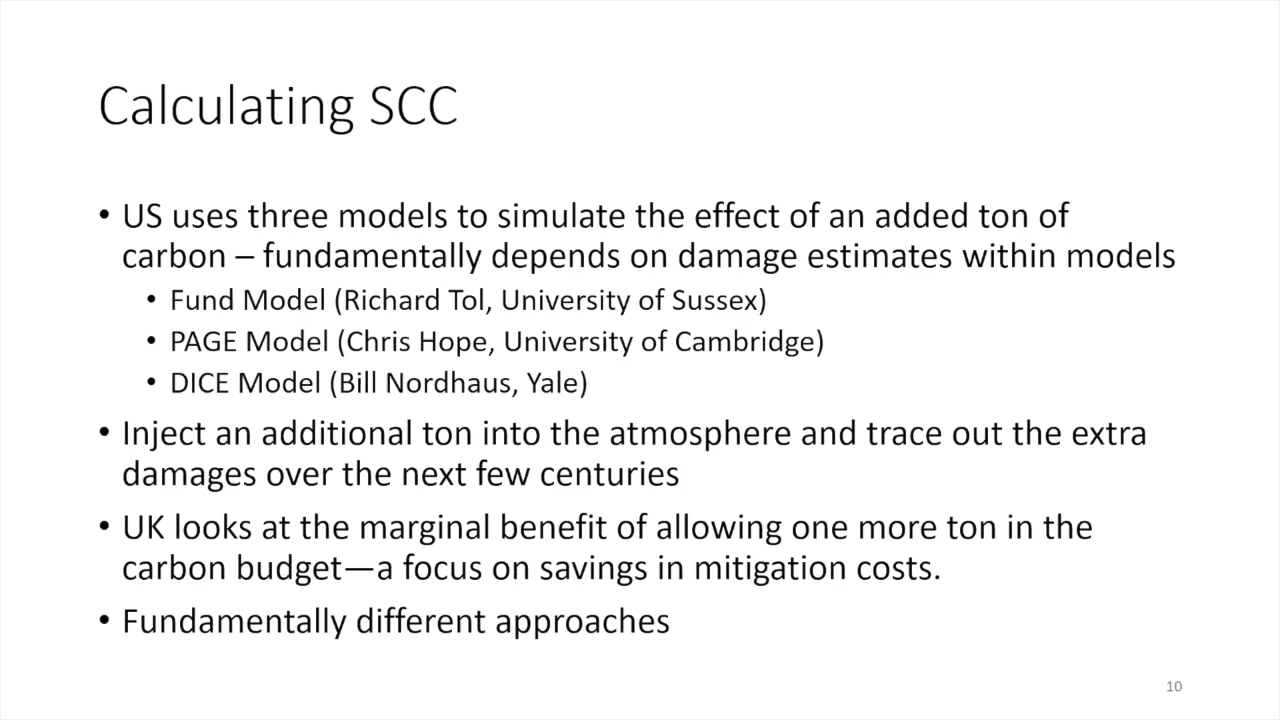 Calculating SCC
• US uses three models to simulate the effect of an added ton of
carbon – fundamentally depends on damage estimates within models
• Fund Model (Richard Tol, University of Sussex)
• PAGE Model (Chris Hope, University of Cambridge)
• DICE Model (Bill Nordhaus, Yale)
• Inject an additional ton into the atmosphere and trace out the extra
damages over the next few centuries
• UK looks at the marginal benefit of allowing one more ton in the
carbon budget—a focus on savings in mitigation costs.
• Fundamentally different approaches
10